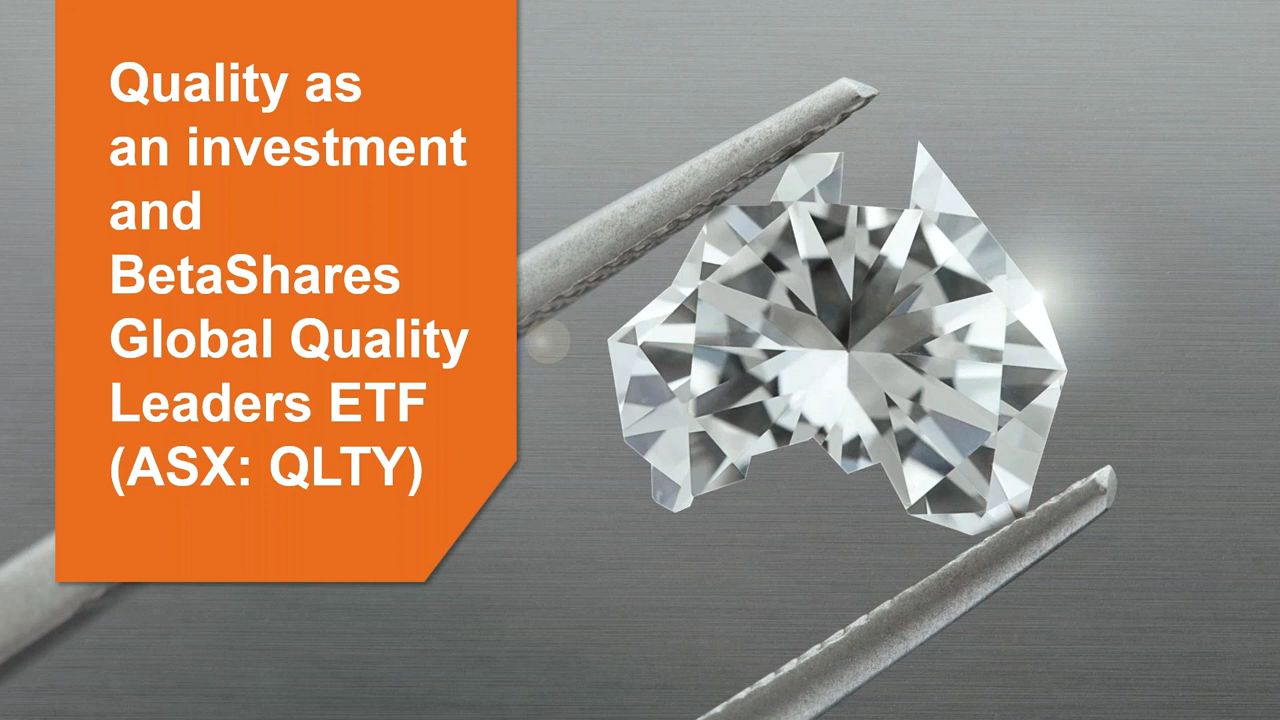 Quality as
an investment
and
BetaShares
Global Quality
Leaders ETF
(ASX: QLTY)